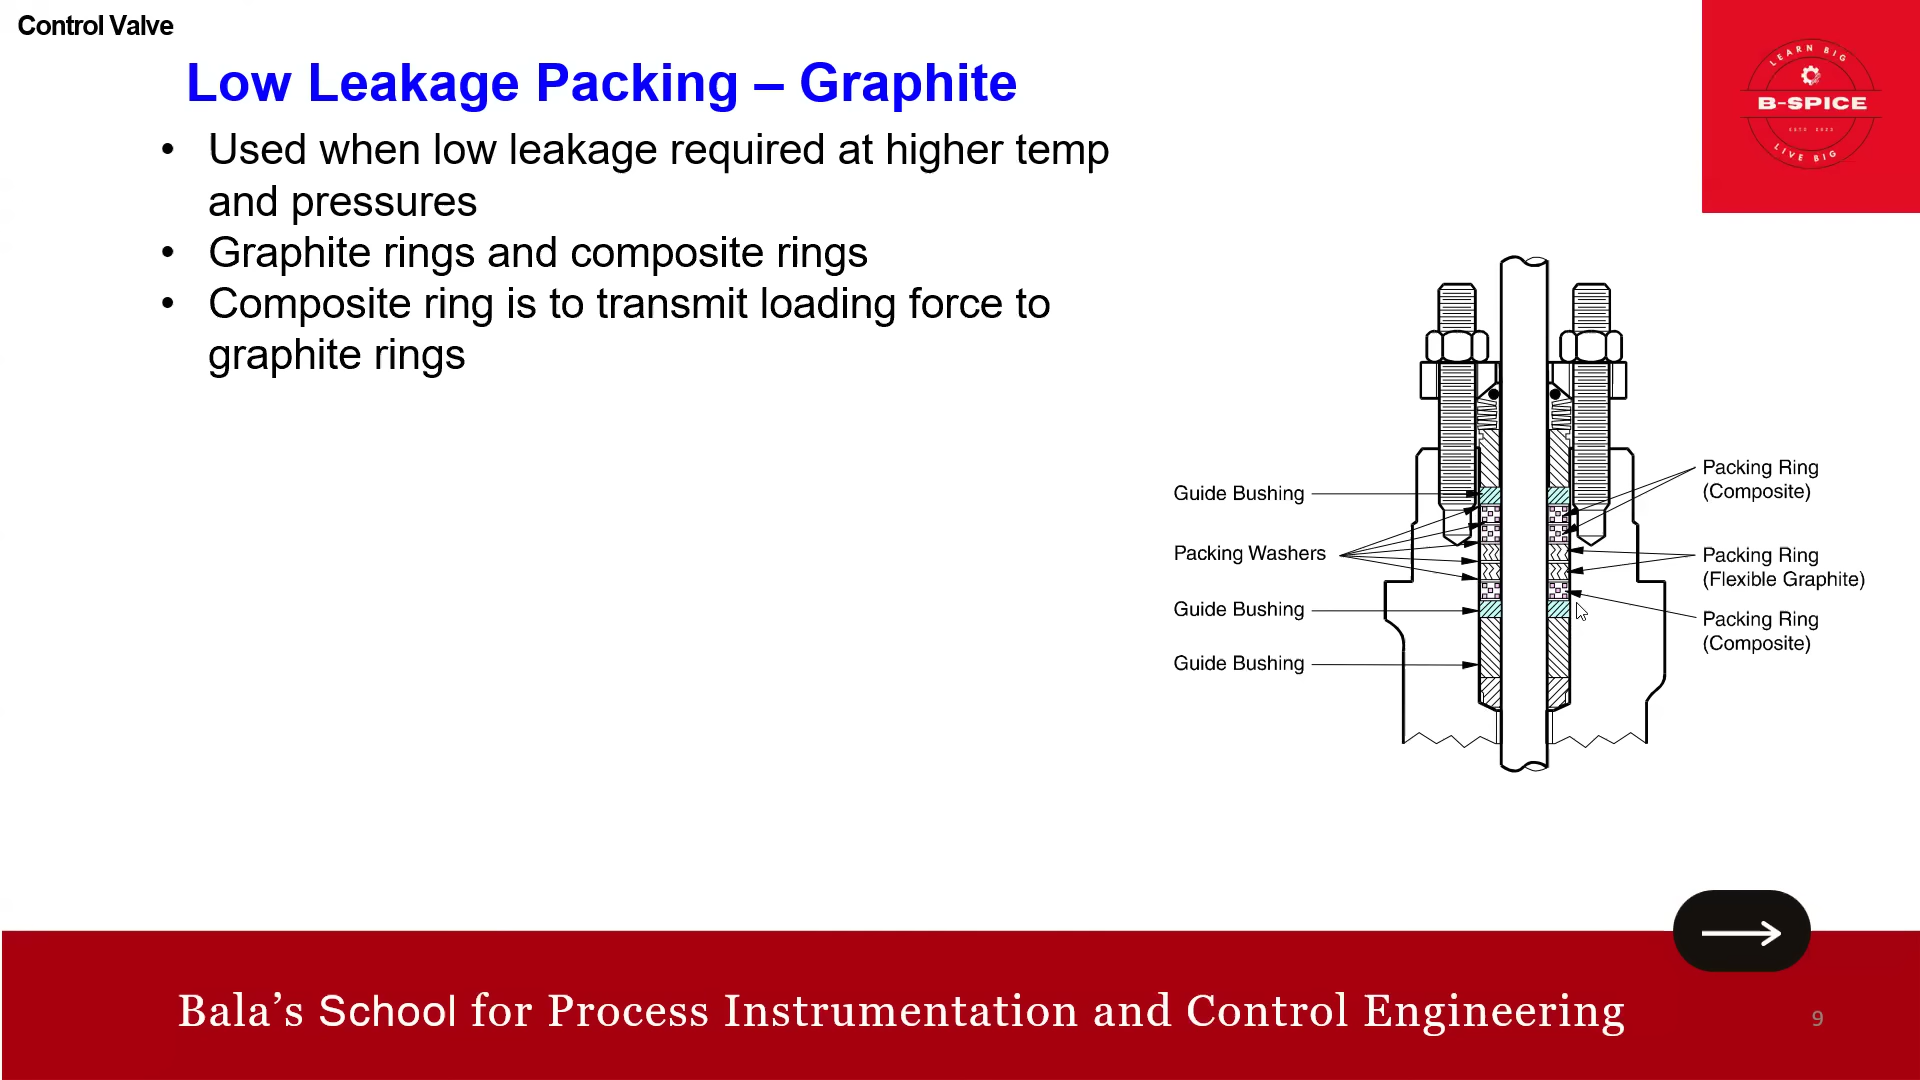 Control Valve
Low Leakage Packing – Graphite
• Used when low leakage required at higher temp
and pressures
• Graphite rings and composite rings
• Composite ring is to transmit loading force to
graphite rings
LEARN BIG
B-SPICE
ESTD 2023
LIVE BIG
Guide Bushing
Packing Washers
Guide Bushing
Guide Bushing
Packing Ring
(Composite)
Packing Ring
(Flexible Graphite)
Packing Ring
(Composite)
Bala’s School for Process Instrumentation and Control Engineering
9